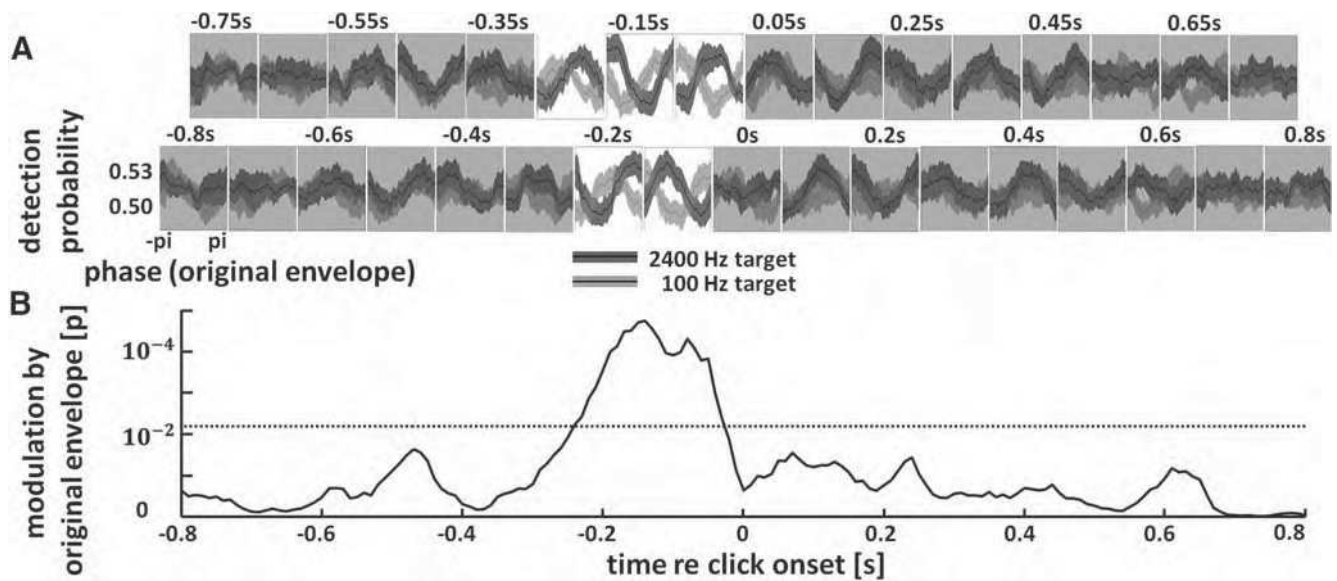 -0.75s -0.55s -0.35s -0.15s 0.05s 0.25s 0.45s 0.65s
A
-0.8s -0.6s -0.4s -0.2s 0s 0.2s 0.4s 0.6s 0.8s
detection
probability
0.53
0.50
-pi pi
phase (original envelope)
2400 Hz target
100 Hz target
B
modulation by
original envelope [p]
10⁻⁴
10⁻²
0
-0.8 -0.6 -0.4 -0.2 0 0.2 0.4 0.6 0.8
time re click onset [s]